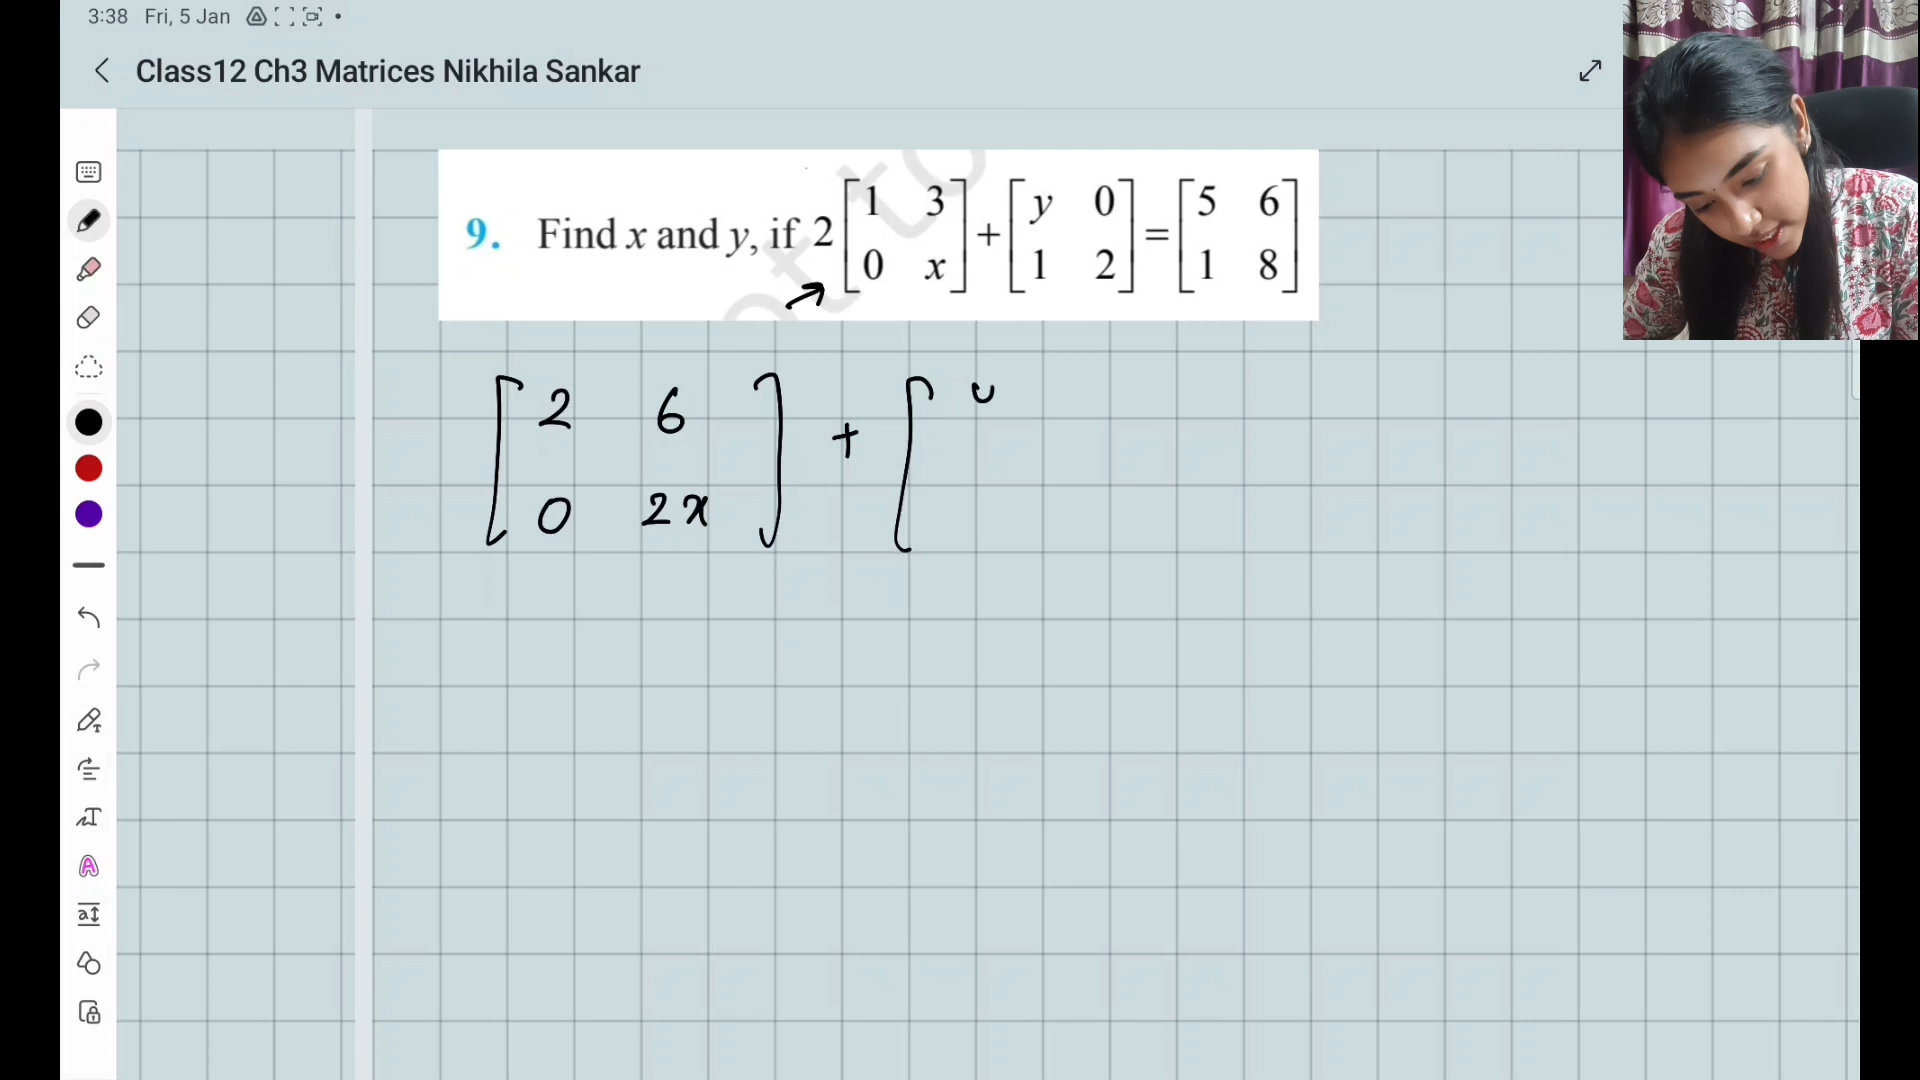 3:38 Fri, 5 Jan
Class12 Ch3 Matrices Nikhila Sankar
9. Find x and y, if 2 [1 3 0 x] + [y 0 1 2] = [5 6 1 8]
[2 6
0 2x] + [